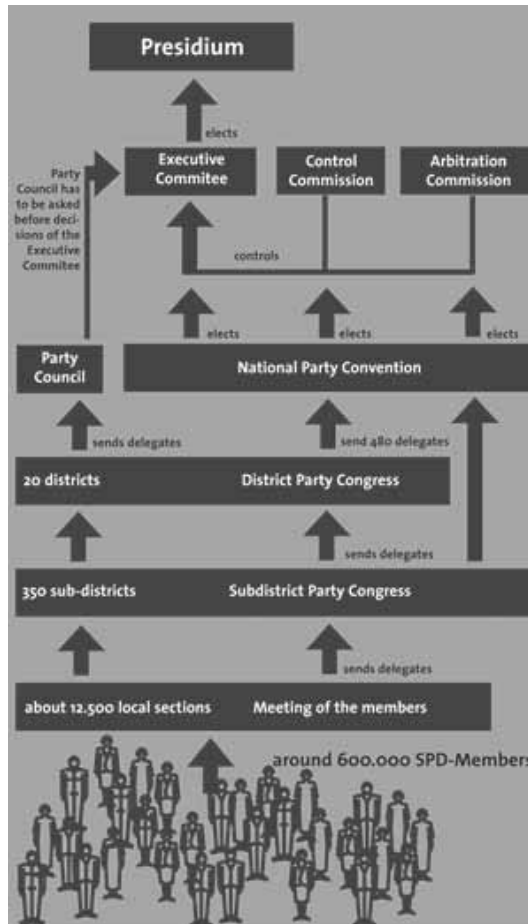 Presidium
elects
Party
Council has
to be asked
before deci-
sions of the
Executive
Commitee
Executive
Commitee
Control
Commission
Arbitration
Commission
controls
elects
elects
elects
Party
Council
National Party Convention
sends delegates
send 480 delegates
20 districts
District Party Congress
sends delegates
350 sub-districts
Subdistrict Party Congress
sends delegates
about 12.500 local sections
Meeting of the members
around 600.000 SPD-Members